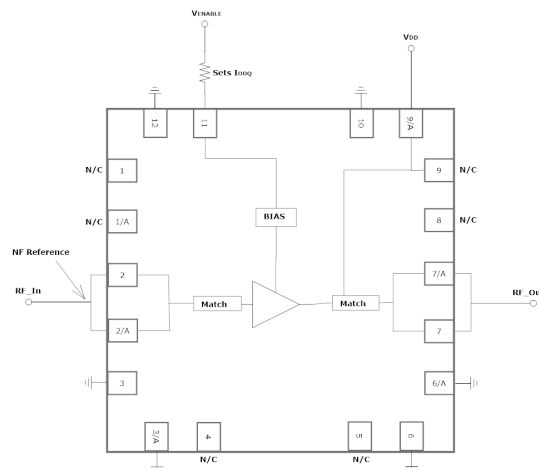 VENABLE
VDD
Sets IDDQ
12
11
10
9/A
N/C
1
9
N/C
N/C
1/A
8
N/C
BIAS
NF Reference
2
7/A
RF_In
Match
Match
RF_Ou
2/A
7
3
6/A
3/A
4
5
6
N/C
N/C